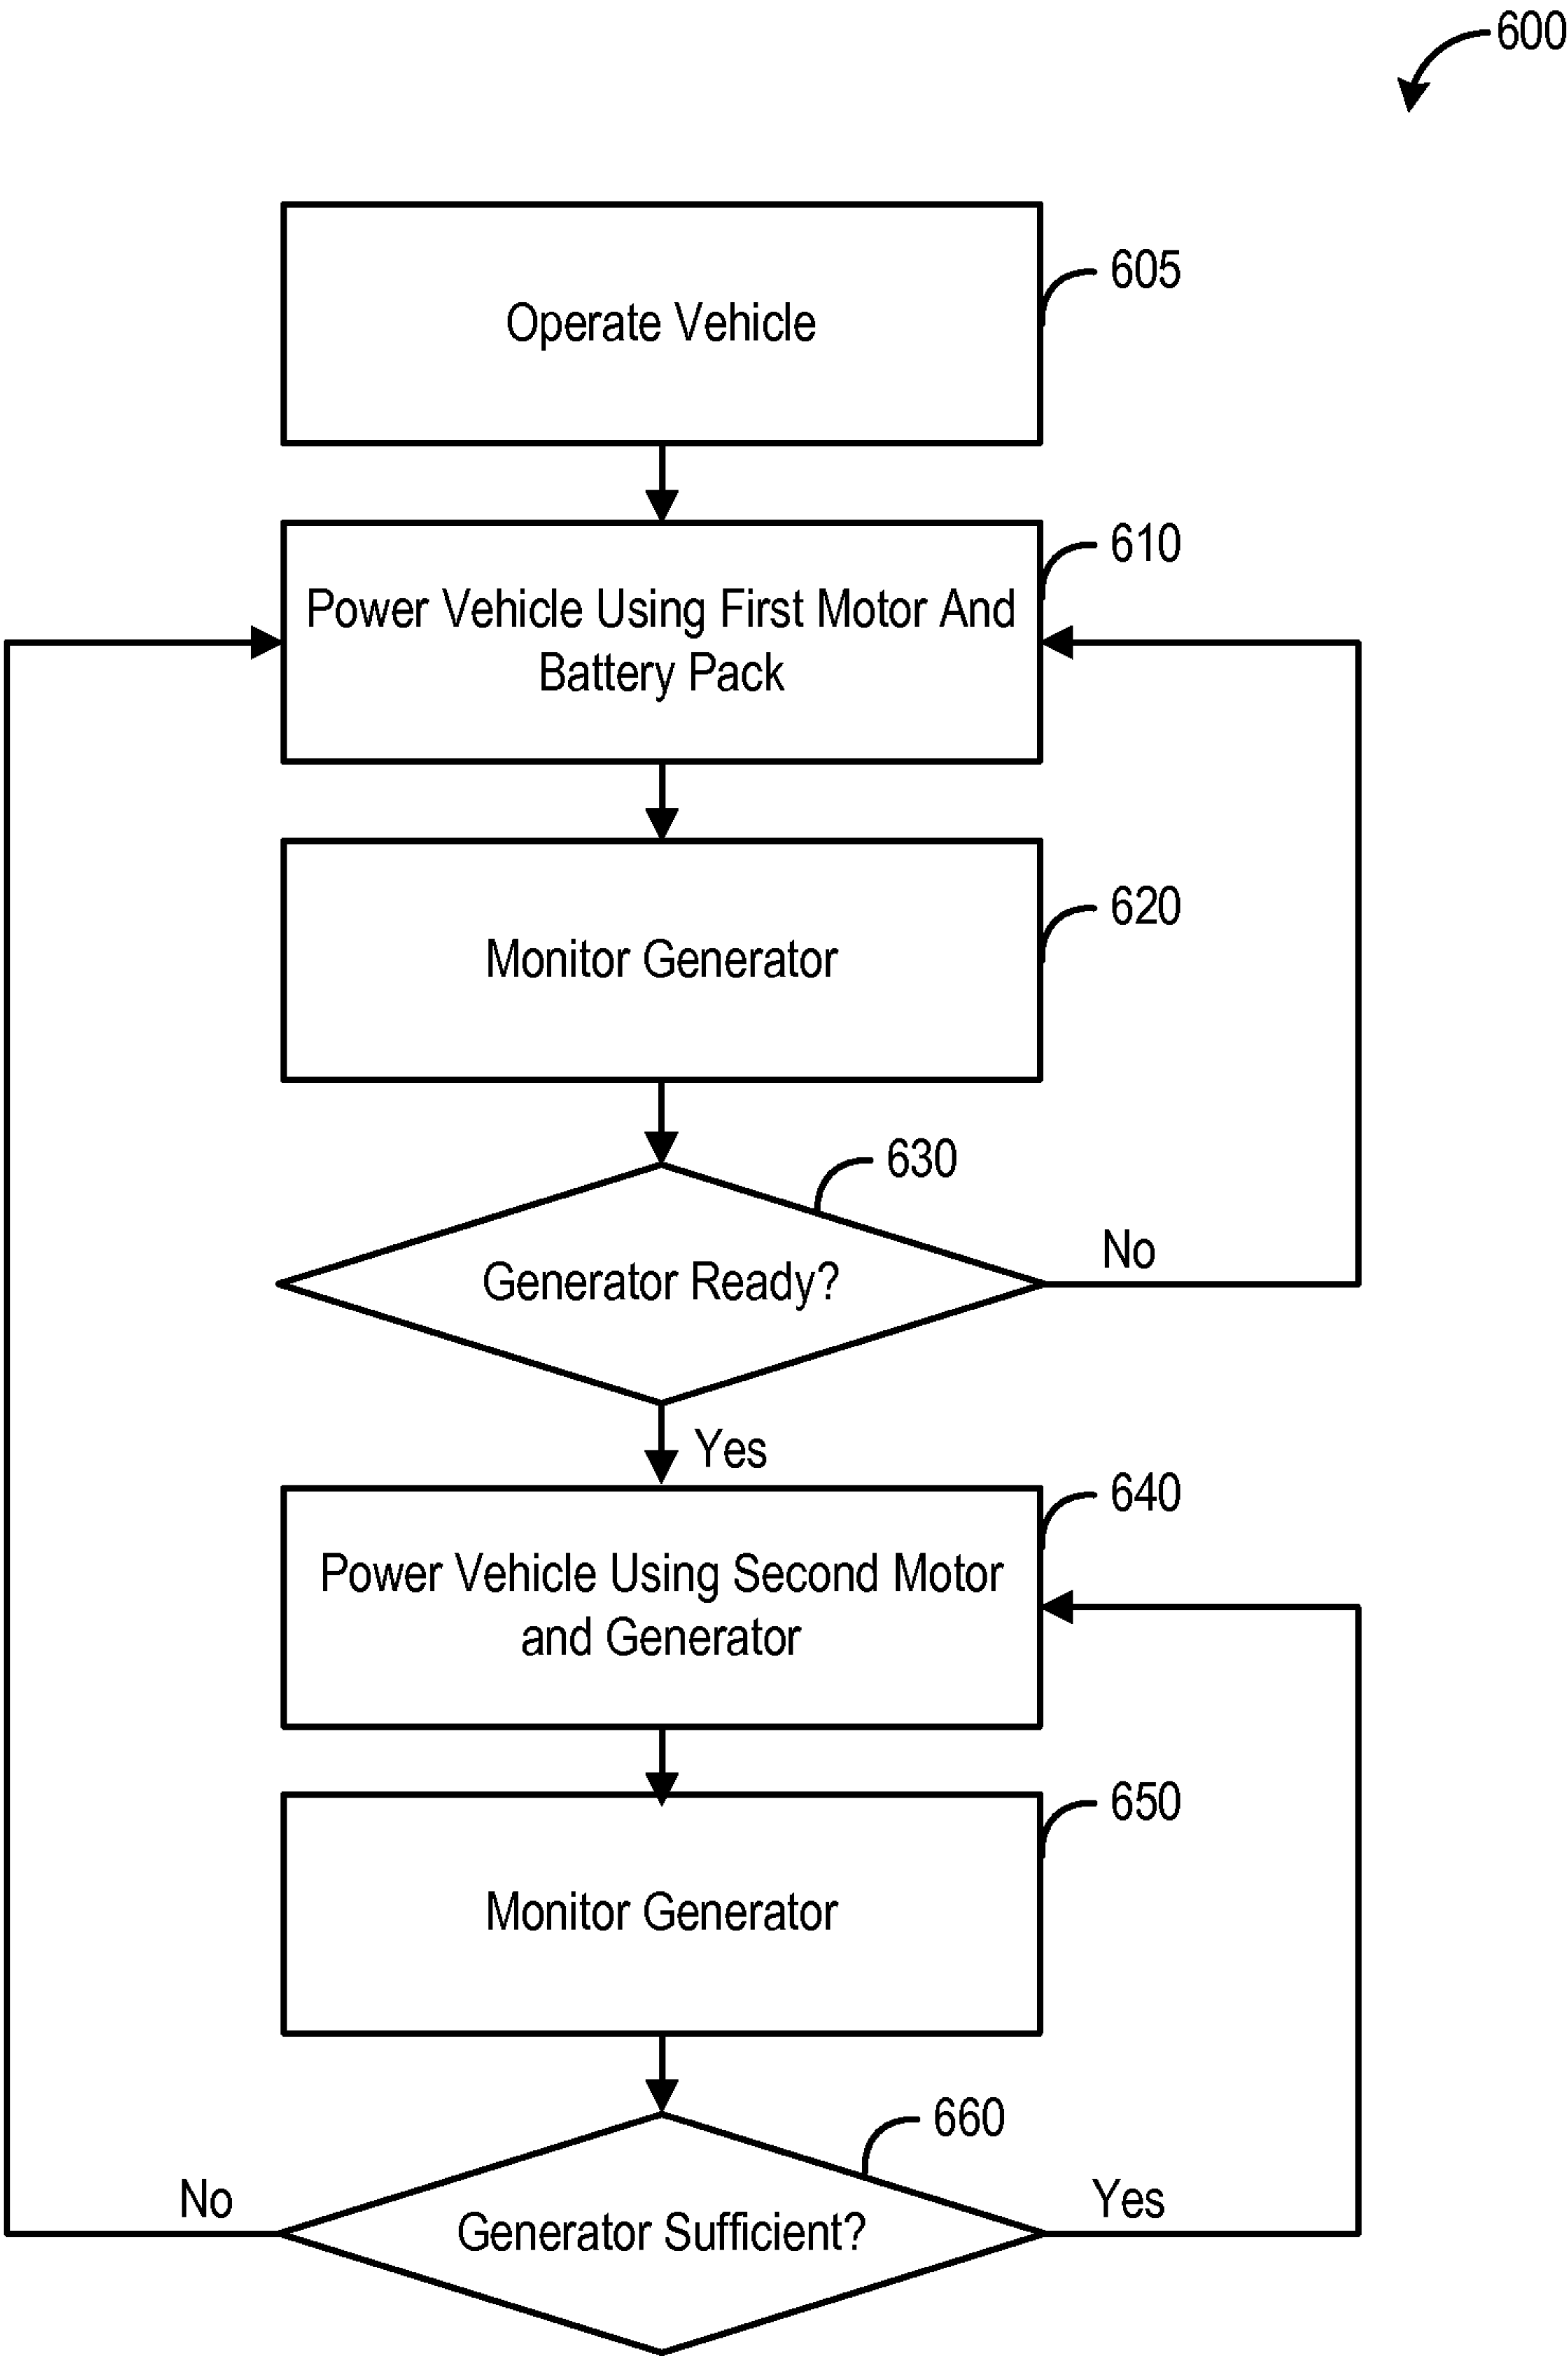 600
Operate Vehicle
605
Power Vehicle Using First Motor And
Battery Pack
610
Monitor Generator
620
630
Generator Ready?
No
Yes
Power Vehicle Using Second Motor
and Generator
640
Monitor Generator
650
660
Generator Sufficient?
No
Yes